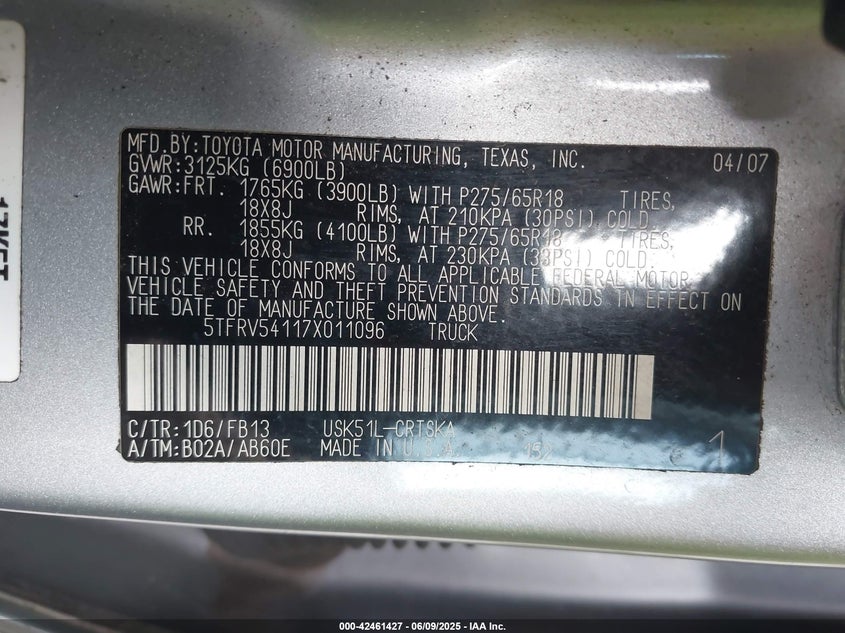 MFD.BY:TOYOTA MOTOR MANUFACTURING, TEXAS, INC. 04/07
GVWR:3125KG (6900LB)
GAWR:FRT. 1765KG (3900LB) WITH P275/65R18 TIRES,
18X8J RIMS, AT 210KPA (30PSI) COLD
RR. 1855KG (4100LB) WITH P275/65R18 TIRES,
18X8J RIMS, AT 230KPA (33PSI) COLD.
THIS VEHICLE CONFORMS TO ALL APPLICABLE FEDERAL MOTOR
VEHICLE SAFETY AND THEFT PREVENTION STANDARDS IN EFFECT ON
THE DATE OF MANUFACTURE SHOWN ABOVE.
5TFRV54117X011096 TRUCK
C/TR:1D6/FB13 USK51L-CRTSKA
A/TM:B02A/AB60E MADE IN U.S.A. 152 1
000-42461427 - 06/09/2025 - IAA Inc.